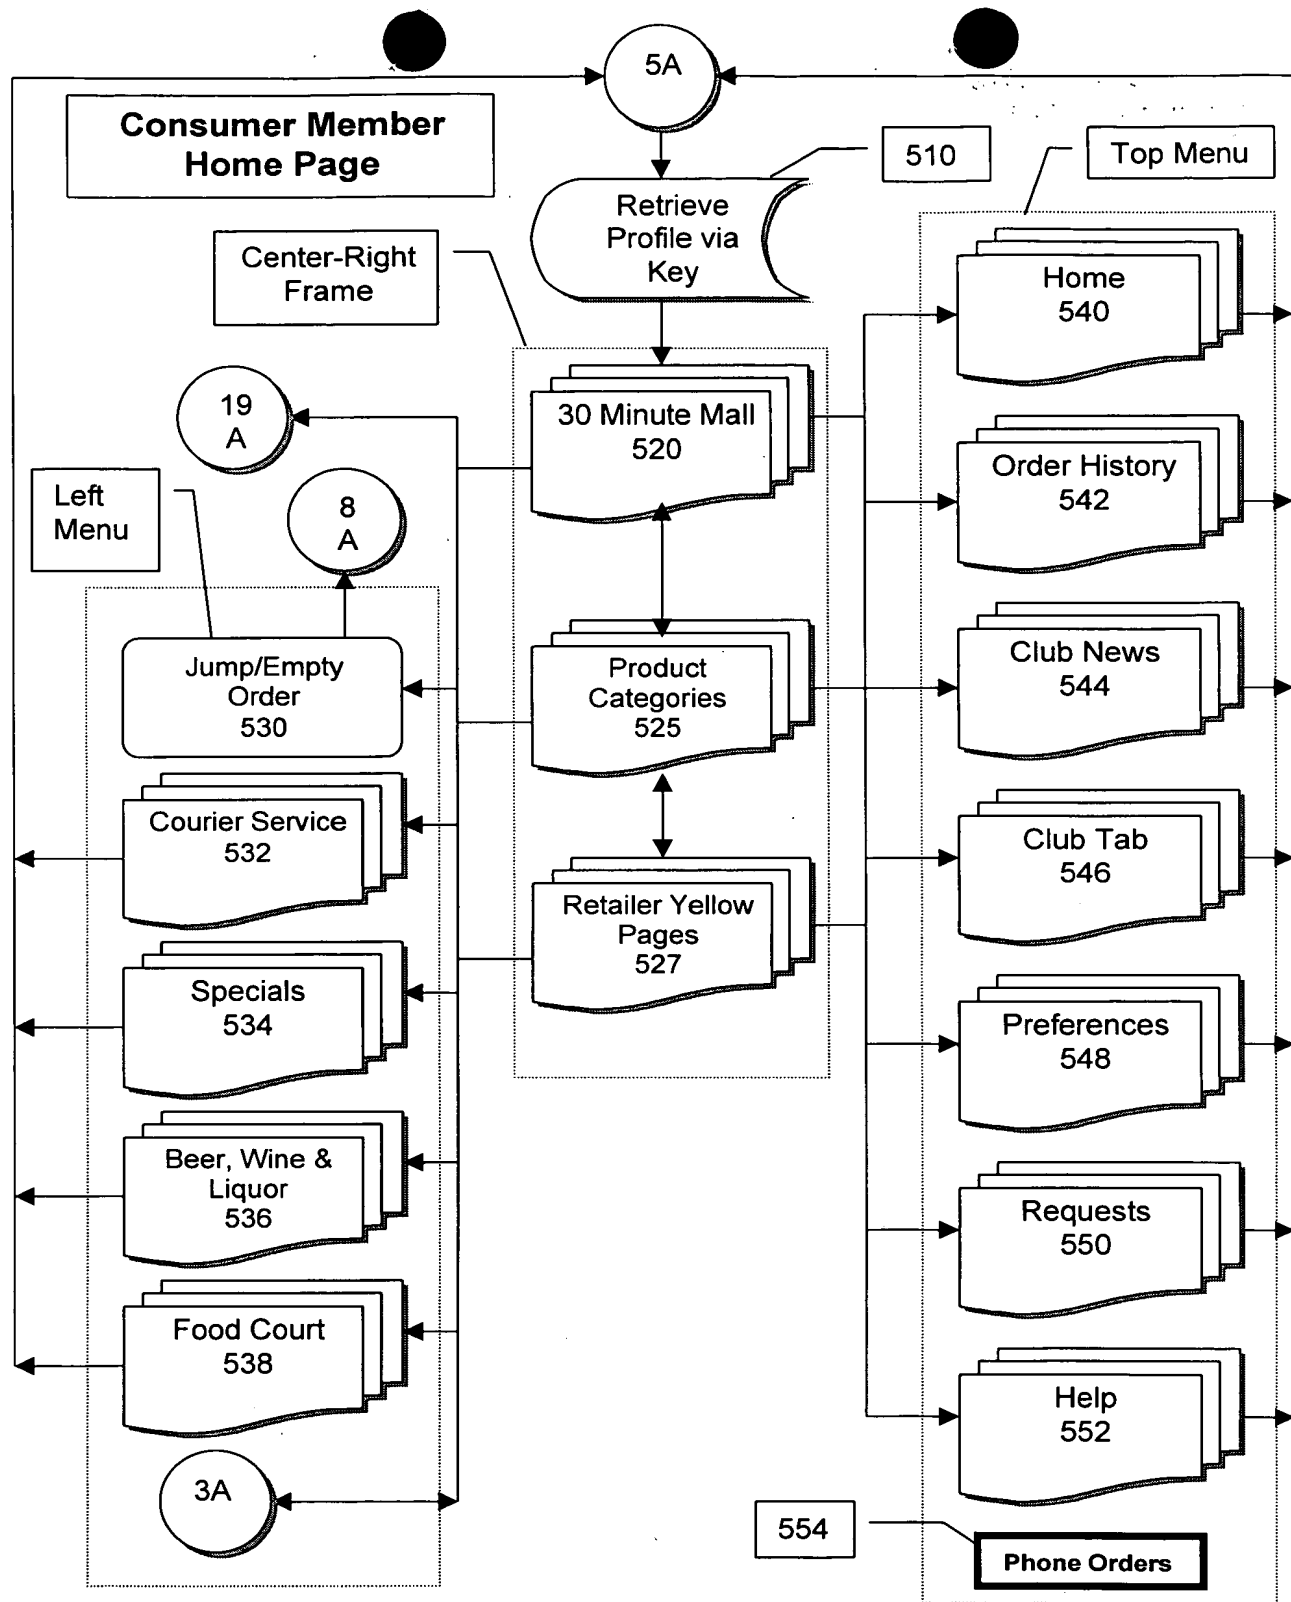 5A
Consumer Member
Home Page
510
Top Menu
Retrieve
Profile via
Key
Center-Right
Frame
Home
540
19
A
30 Minute Mall
520
Order History
542
Left
Menu
8
A
Jump/Empty
Order
530
Product
Categories
525
Club News
544
Courier Service
532
Club Tab
546
Retailer Yellow
Pages
527
Specials
534
Preferences
548
Beer, Wine &
Liquor
536
Requests
550
Food Court
538
Help
552
3A
554
Phone Orders